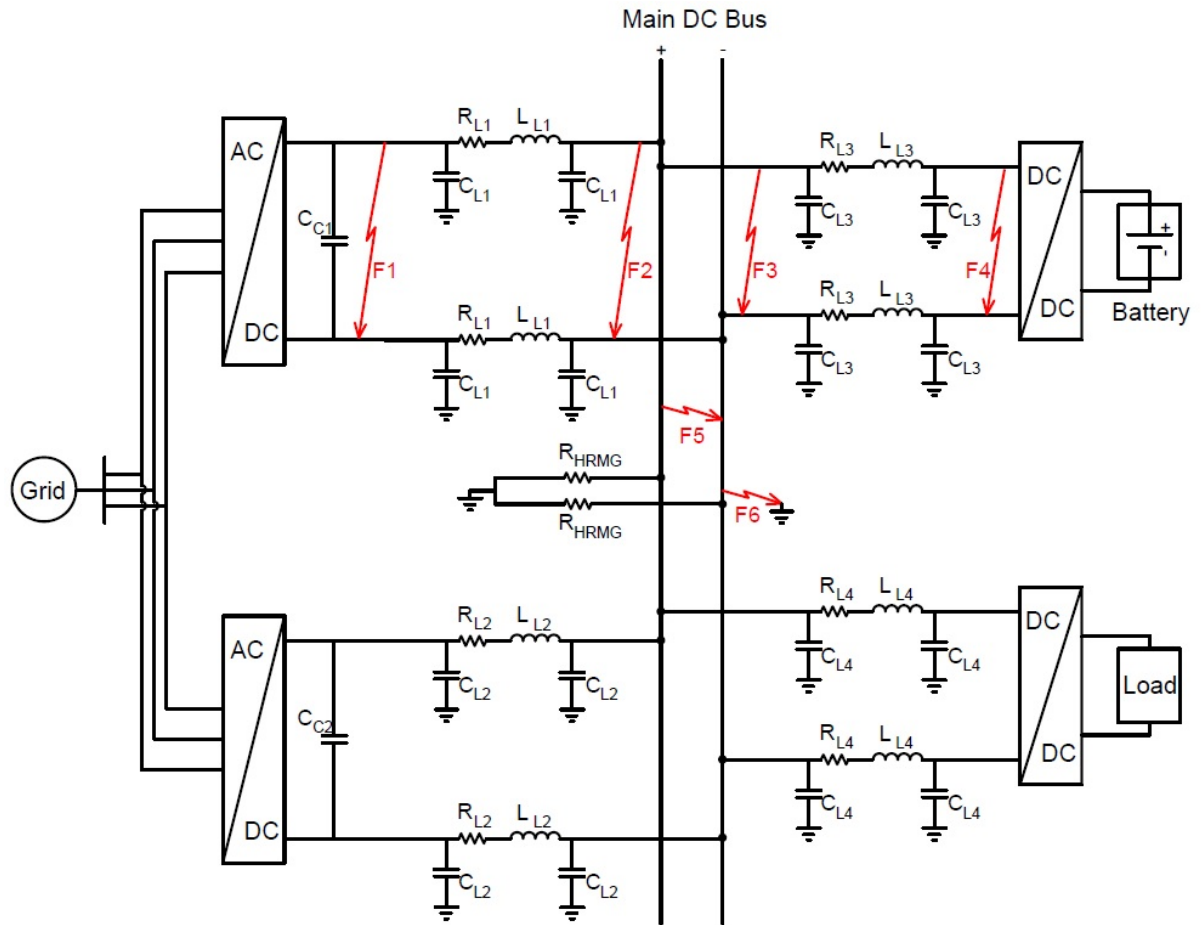 Main DC Bus
+ -
R_L1 L_L1
AC
C_L1 C_L1
R_L3 L_L3
DC
C_L3 C_L3
C_C1
F1
F2
F3
F4
+
-
R_L1 L_L1
DC
R_L3 L_L3
DC
Battery
C_L1 C_L1
C_L3 C_L3
F5
R_HRMG
Grid
R_HRMG
F6
R_L2 L_L2
AC
C_L2 C_L2
R_L4 L_L4
DC
C_L4 C_L4
Load
C_C2
R_L4 L_L4
DC
C_L4 C_L4
R_L2 L_L2
DC
C_L2 C_L2